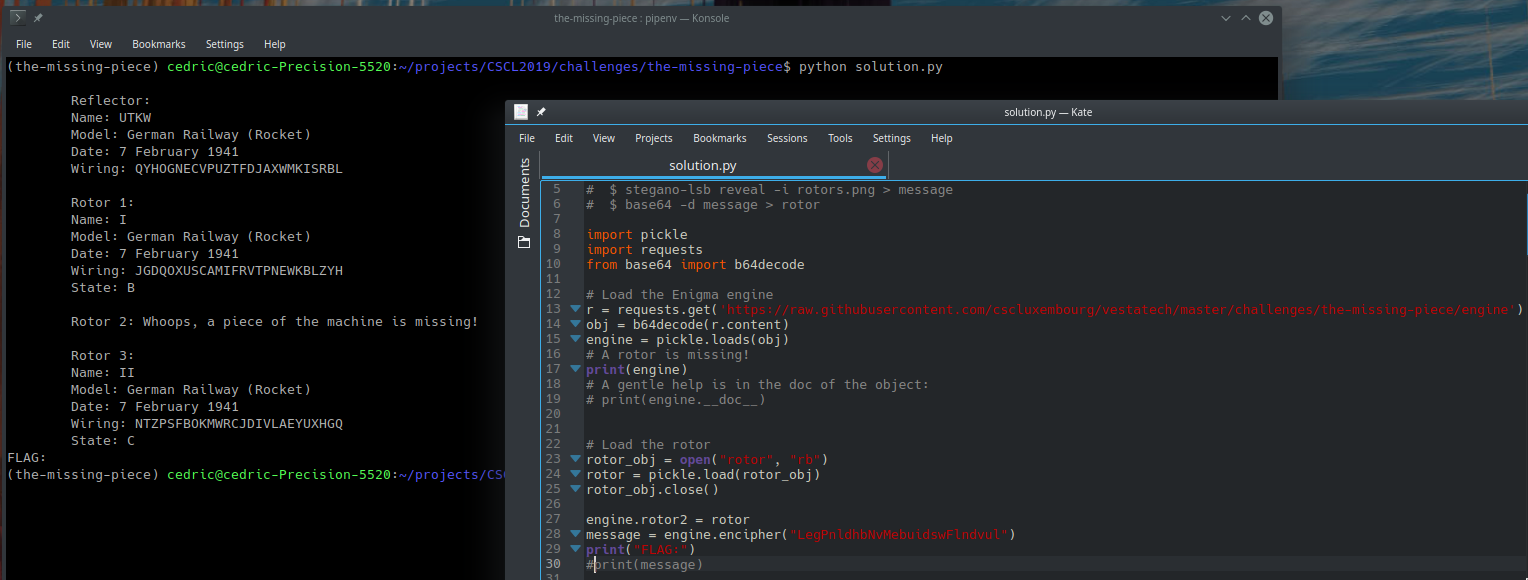 the-missing-piece : pipenv — Konsole
File Edit View Bookmarks Settings Help
(the-missing-piece) cedric@cedric-Precision-5520:~/projects/CSCL2019/challenges/the-missing-piece$ python solution.py
Reflector:
Name: UTKW
Model: German Railway (Rocket)
Date: 7 February 1941
Wiring: QYHOGNECVPUZTFDJAXWMKISRBL
Rotor 1:
Name: I
Model: German Railway (Rocket)
Date: 7 February 1941
Wiring: JGDQOXUSCAMIFRVTPNEWKBLZYH
State: B
Rotor 2: Whoops, a piece of the machine is missing!
Rotor 3:
Name: II
Model: German Railway (Rocket)
Date: 7 February 1941
Wiring: NTZPSFBOKMWRCJDIVLAEYUXHGQ
State: C
FLAG:
(the-missing-piece) cedric@cedric-Precision-5520:~/projects/CS
solution.py — Kate
File Edit View Projects Bookmarks Sessions Tools Settings Help
Documents
solution.py
5 #  $ stegano-lsb reveal -i rotors.png > message
6 #  $ base64 -d message > rotor
7
8 import pickle
9 import requests
10 from base64 import b64decode
11
12 # Load the Enigma engine
13 r = requests.get('https://raw.githubusercontent.com/cscluxembourg/vestatech/master/challenges/the-missing-piece/engine')
14 obj = b64decode(r.content)
15 engine = pickle.loads(obj)
16 # A rotor is missing!
17 print(engine)
18 # A gentle help is in the doc of the object:
19 # print(engine.__doc__)
20
21
22 # Load the rotor
23 rotor_obj = open("rotor", "rb")
24 rotor = pickle.load(rotor_obj)
25 rotor_obj.close()
26
27 engine.rotor2 = rotor
28 message = engine.encipher("LegPnldhbNvMebuidswFlndvul")
29 print("FLAG:")
30 #print(message)
31